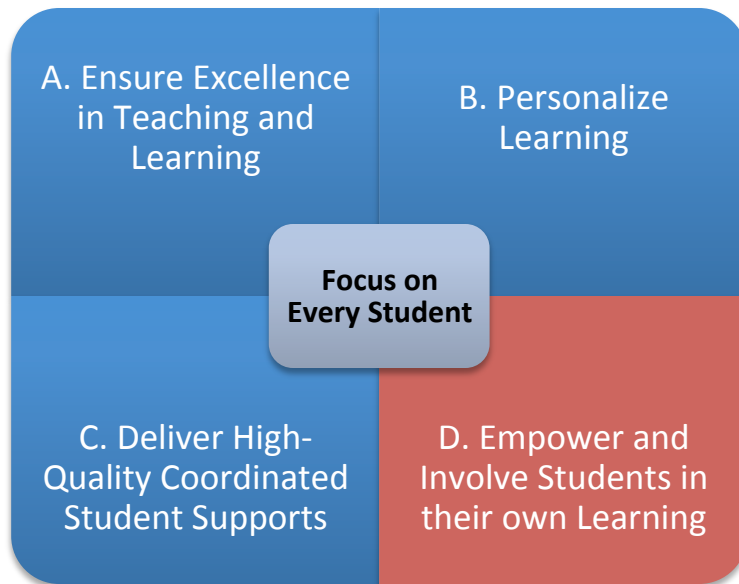 A. Ensure Excellence
in Teaching and
Learning
B. Personalize
Learning
Focus on
Every Student
C. Deliver High-
Quality Coordinated
Student Supports
D. Empower and
Involve Students in
their own Learning